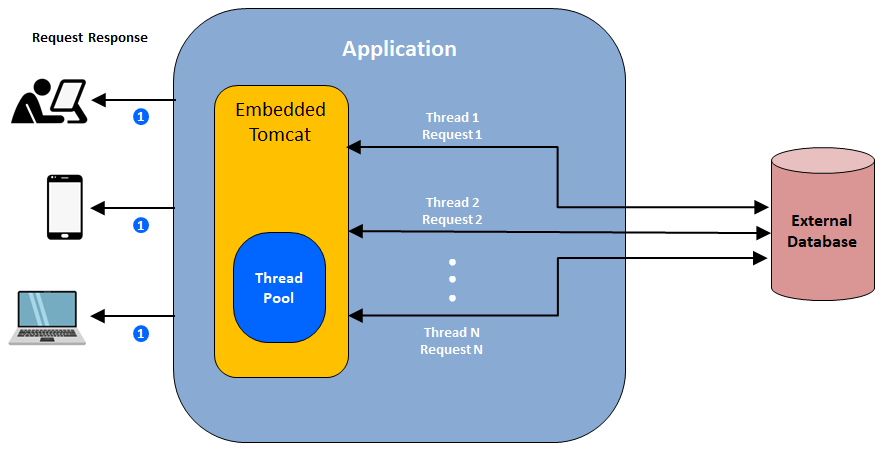 Request Response
Application
1
1
1
Embedded
Tomcat
Thread
Pool
Thread 1
Request 1
Thread 2
Request 2
Thread N
Request N
External
Database